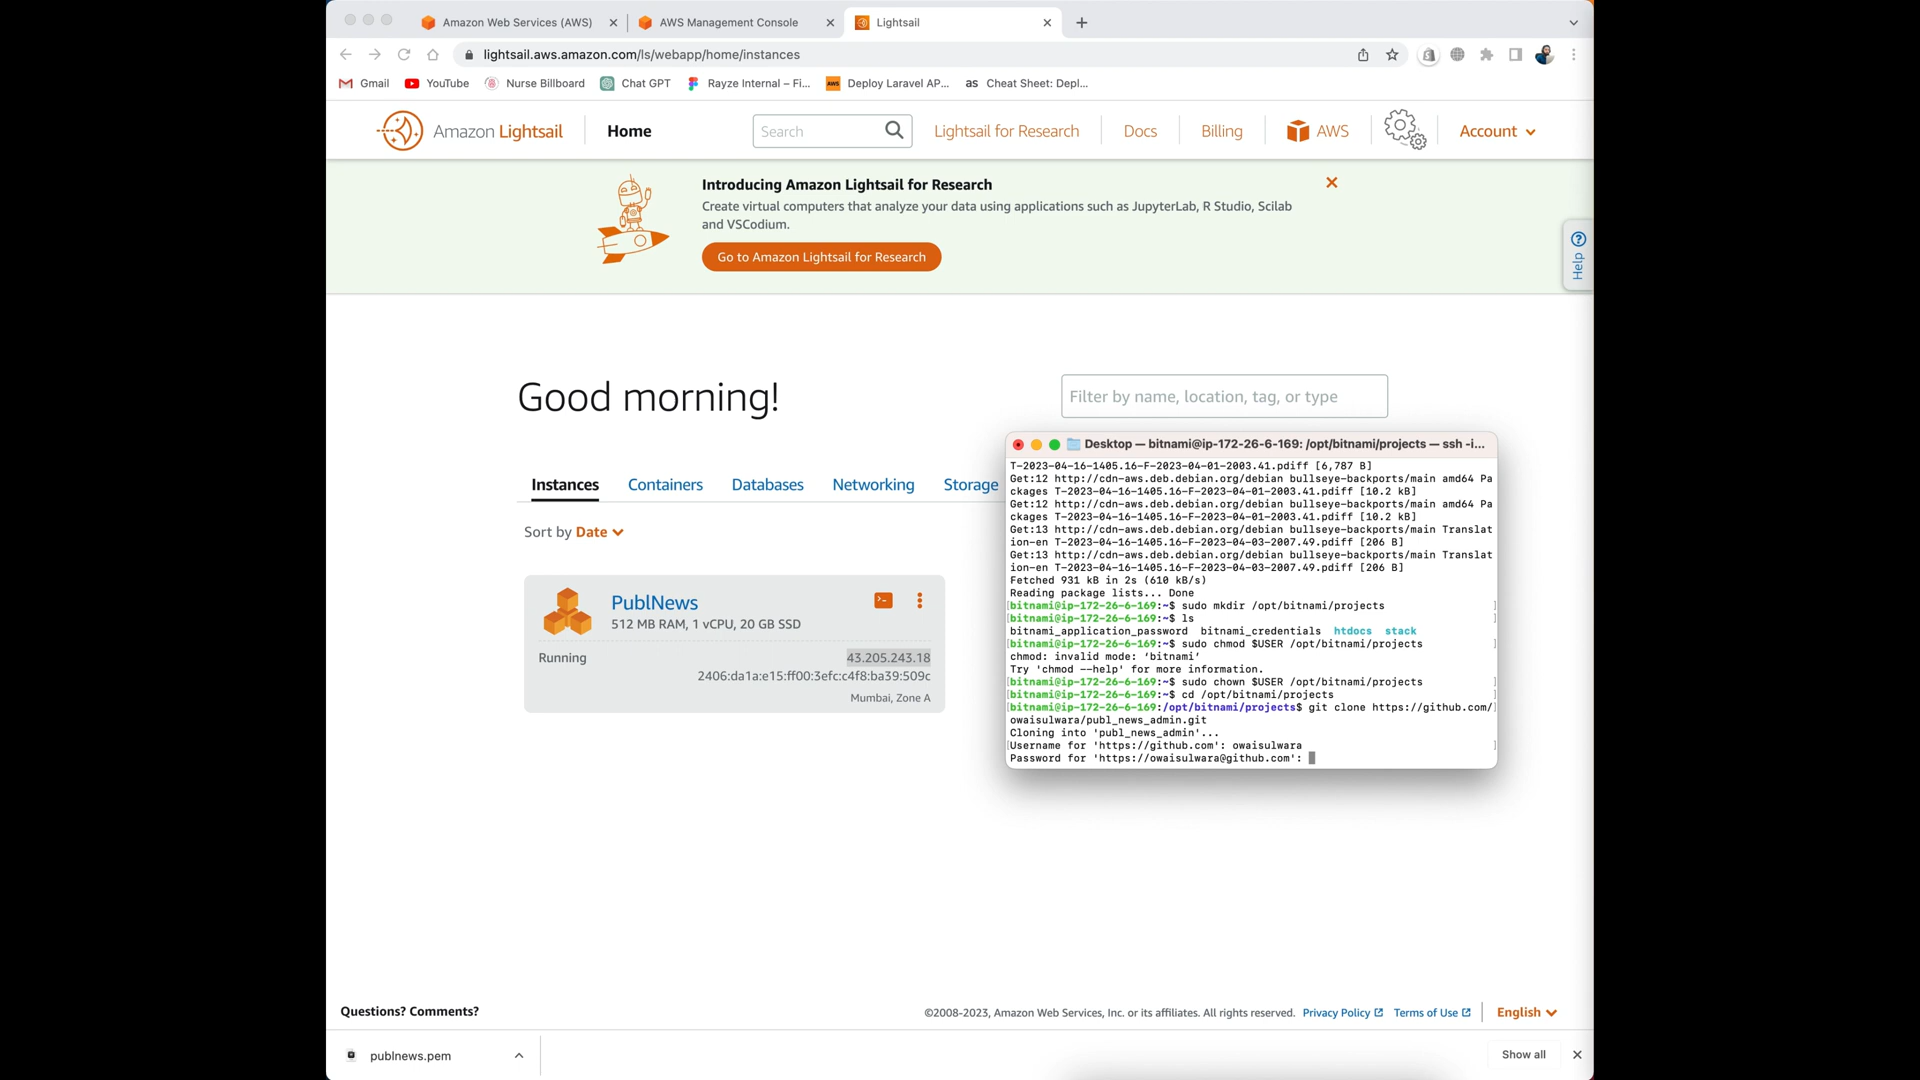 Amazon Web Services (AWS)
AWS Management Console
Lightsail
lightsail.aws.amazon.com/ls/webapp/home/instances
Gmail
YouTube
Nurse Billboard
Chat GPT
Rayze Internal – Fi...
Deploy Laravel AP...
as Cheat Sheet: Depl...
Amazon Lightsail
Home
Search
Lightsail for Research
Docs
Billing
AWS
Account
Introducing Amazon Lightsail for Research
Create virtual computers that analyze your data using applications such as JupyterLab, R Studio, Scilab
and VSCodium.
Go to Amazon Lightsail for Research
Help
Good morning!
Filter by name, location, tag, or type
Instances
Containers
Databases
Networking
Storage
Sort by Date
PublNews
512 MB RAM, 1 vCPU, 20 GB SSD
Running
43.205.243.18
2406:da1a:e15:ff00:3efc:c4f8:ba39:509c
Mumbai, Zone A
Desktop — bitnami@ip-172-26-6-169: /opt/bitnami/projects — ssh -i...
T-2023-04-16-1405.16-F-2023-04-01-2003.41.pdiff [6,787 B]
Get:12 http://cdn-aws.deb.debian.org/debian bullseye-backports/main amd64 Pa
ckages T-2023-04-16-1405.16-F-2023-04-01-2003.41.pdiff [10.2 kB]
Get:12 http://cdn-aws.deb.debian.org/debian bullseye-backports/main amd64 Pa
ckages T-2023-04-16-1405.16-F-2023-04-01-2003.41.pdiff [10.2 kB]
Get:13 http://cdn-aws.deb.debian.org/debian bullseye-backports/main Translat
ion-en T-2023-04-16-1405.16-F-2023-04-03-2007.49.pdiff [206 B]
Get:13 http://cdn-aws.deb.debian.org/debian bullseye-backports/main Translat
ion-en T-2023-04-16-1405.16-F-2023-04-03-2007.49.pdiff [206 B]
Fetched 931 kB in 2s (610 kB/s)
Reading package lists... Done
[bitnami@ip-172-26-6-169:~$ sudo mkdir /opt/bitnami/projects ]
[bitnami@ip-172-26-6-169:~$ ls ]
bitnami_application_password bitnami_credentials htdocs stack
[bitnami@ip-172-26-6-169:~$ sudo chmod $USER /opt/bitnami/projects ]
chmod: invalid mode: ‘bitnami’
Try 'chmod --help' for more information.
[bitnami@ip-172-26-6-169:~$ sudo chown $USER /opt/bitnami/projects ]
[bitnami@ip-172-26-6-169:~$ cd /opt/bitnami/projects ]
[bitnami@ip-172-26-6-169:/opt/bitnami/projects$ git clone https://github.com/]
owaisulwara/publ_news_admin.git
Cloning into 'publ_news_admin'...
[Username for 'https://github.com': owaisulwara ]
Password for 'https://owaisulwara@github.com':
Questions? Comments?
©2008-2023, Amazon Web Services, Inc. or its affiliates. All rights reserved.
Privacy Policy
Terms of Use
English
publnews.pem
Show all